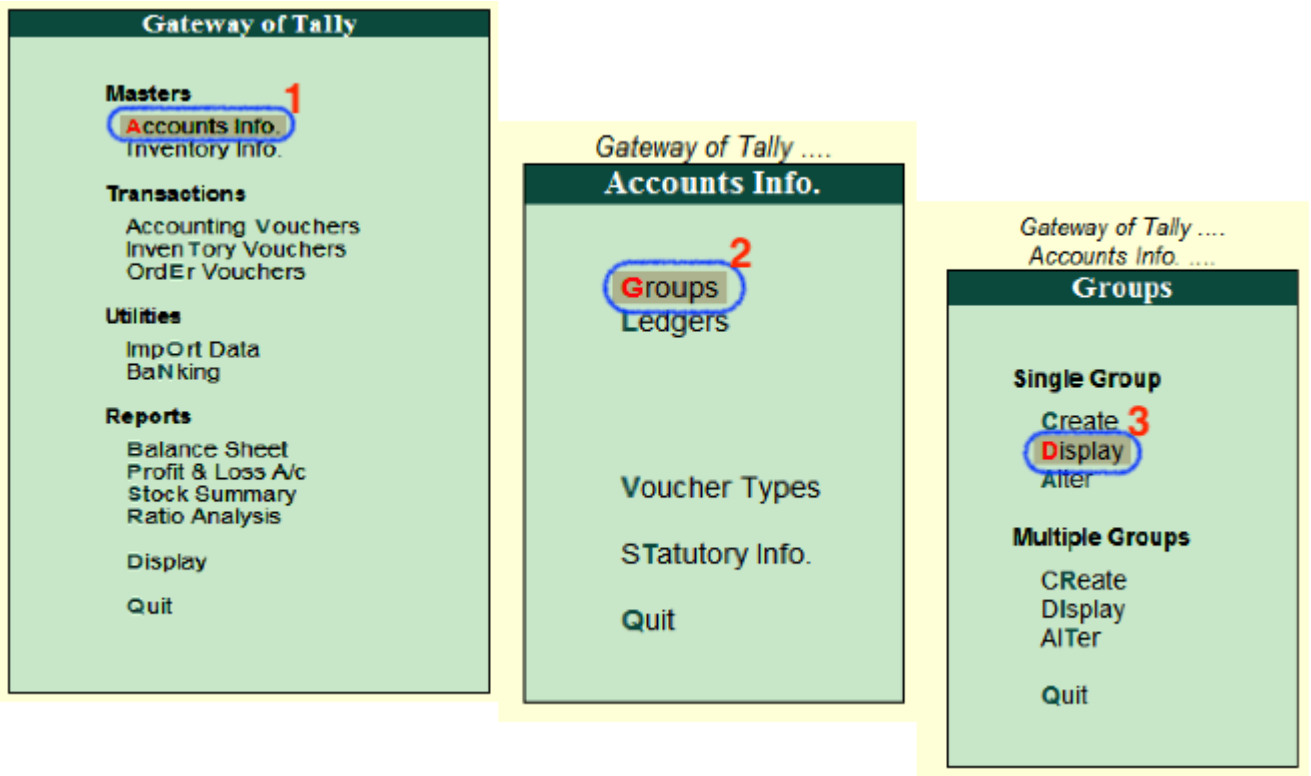 Gateway of Tally
Masters
1
Accounts Info.
Inventory Info.
Transactions
Accounting Vouchers
InvenTory Vouchers
OrdEr Vouchers
Utilities
ImpOrt Data
BaNking
Reports
Balance Sheet
Profit & Loss A/c
Stock Summary
Ratio Analysis
Display
Quit
Gateway of Tally ....
Accounts Info.
2
Groups
Ledgers
Voucher Types
STatutory Info.
Quit
Gateway of Tally ....
Accounts Info. ....
Groups
Single Group
Create 3
Display
Alter
Multiple Groups
CReate
DIsplay
AlTer
Quit